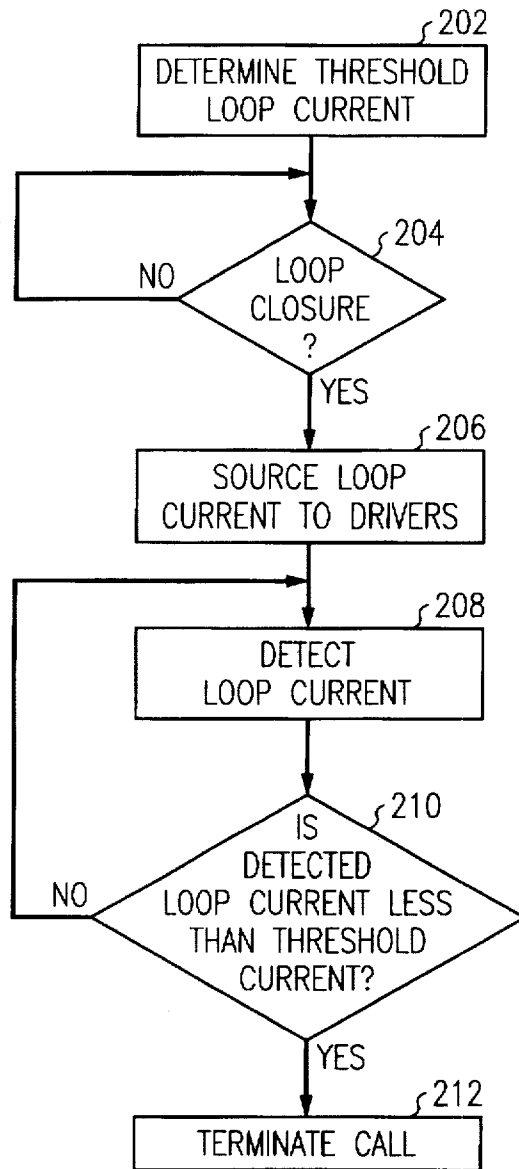 202
DETERMINE THRESHOLD
LOOP CURRENT
204
LOOP
CLOSURE
?
NO
YES
206
SOURCE LOOP
CURRENT TO DRIVERS
208
DETECT
LOOP CURRENT
210
IS
DETECTED
LOOP CURRENT LESS
THAN THRESHOLD
CURRENT?
NO
YES
212
TERMINATE CALL